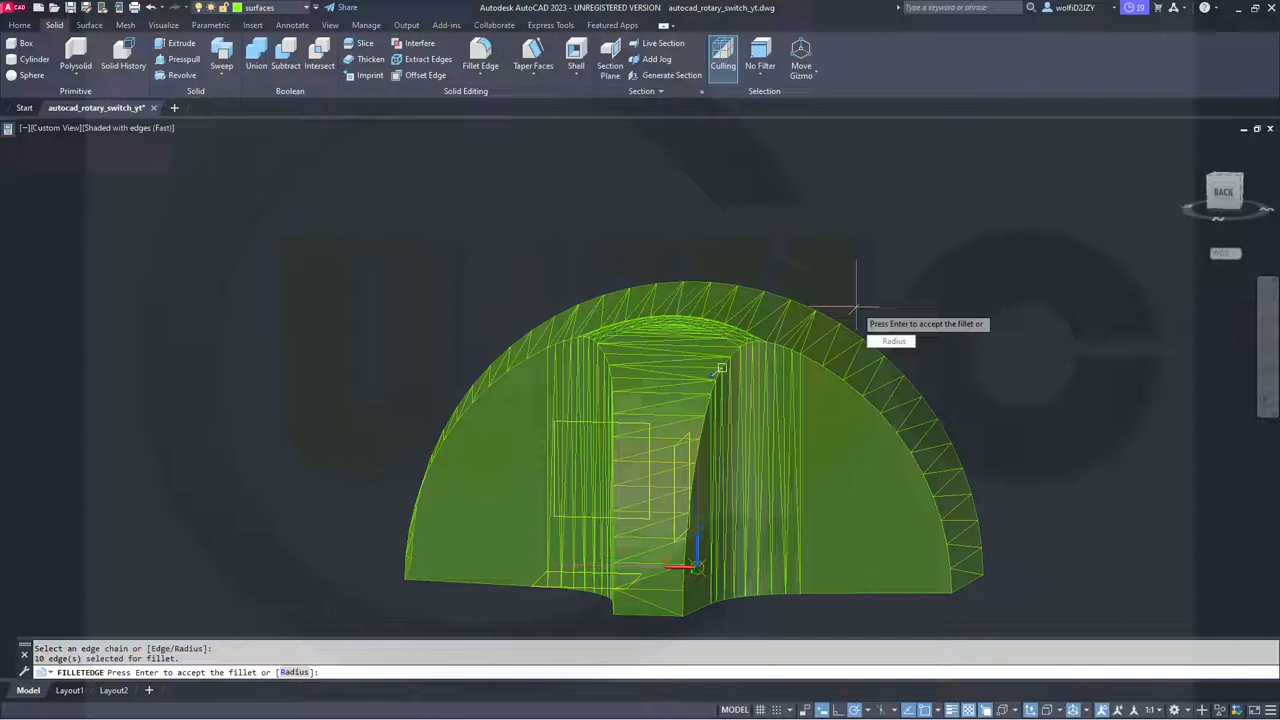 CAD
surfaces
Share
Autodesk AutoCAD 2023 - UNREGISTERED VERSION autocad_rotary_switch_yt.dwg
Type a keyword or phrase
wolfiD2JZY
19
Home Solid Surface Mesh Visualize Parametric Insert Annotate View Manage Output Add-ins Collaborate Express Tools Featured Apps
Box
Cylinder
Sphere
Polysolid
Solid History
Extrude
Presspull
Revolve
Sweep
Union
Subtract
Intersect
Slice
Thicken
Imprint
Interfere
Extract Edges
Offset Edge
Fillet Edge
Taper Faces
Shell
Section
Plane
Live Section
Add Jog
Generate Section
Culling
No Filter
Move
Gizmo
Primitive Solid Boolean Solid Editing Section Selection
Start autocad_rotary_switch_yt*
[−][Custom View][Shaded with edges (Fast)]
BACK
WCS
Press Enter to accept the fillet or
Radius
Select an edge chain or [Edge/Radius]:
10 edge(s) selected for fillet.
FILLETEDGE Press Enter to accept the fillet or [Radius]:
Model Layout1 Layout2
MODEL
1:1